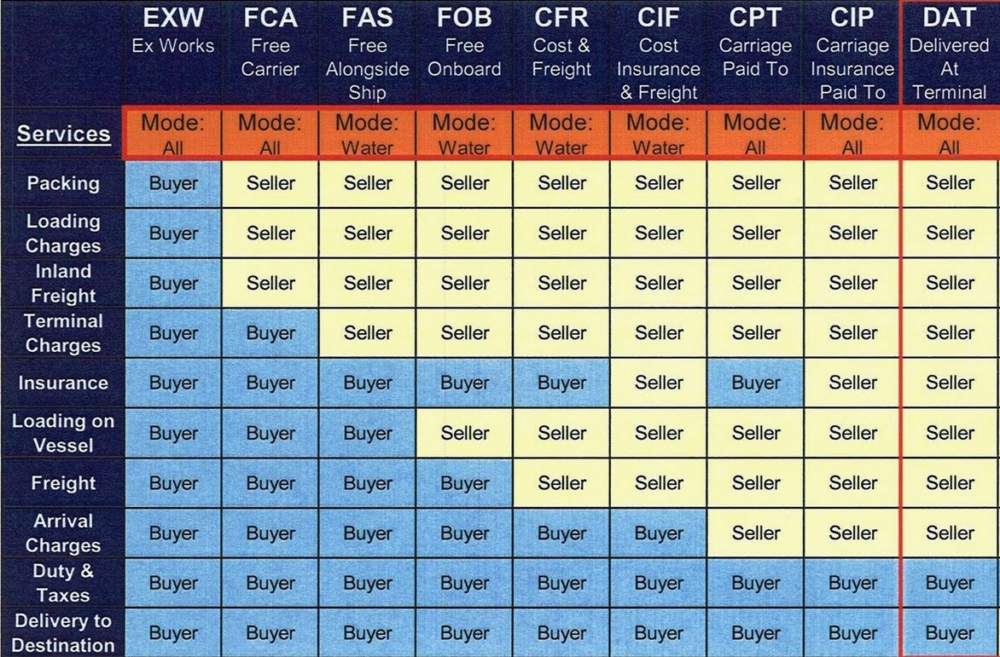 EXW FCA FAS FOB CFR CIF CPT CIP DAT
Ex Works Free Free Free Cost & Cost Carriage Carriage Delivered
Carrier Alongside Onboard Freight Insurance Paid To Insurance At
Ship & Freight Paid To Terminal
Services Mode: Mode: Mode: Mode: Mode: Mode: Mode: Mode: Mode:
All All Water Water Water Water All All All
Packing Buyer Seller Seller Seller Seller Seller Seller Seller Seller
Loading
Charges Buyer Seller Seller Seller Seller Seller Seller Seller Seller
Inland
Freight Buyer Seller Seller Seller Seller Seller Seller Seller Seller
Terminal
Charges Buyer Buyer Seller Seller Seller Seller Seller Seller Seller
Insurance Buyer Buyer Buyer Buyer Buyer Seller Buyer Seller Seller
Loading on
Vessel Buyer Buyer Buyer Seller Seller Seller Seller Seller Seller
Freight Buyer Buyer Buyer Buyer Seller Seller Seller Seller Seller
Arrival
Charges Buyer Buyer Buyer Buyer Buyer Buyer Seller Seller Seller
Duty &
Taxes Buyer Buyer Buyer Buyer Buyer Buyer Buyer Buyer Buyer
Delivery to
Destination Buyer Buyer Buyer Buyer Buyer Buyer Buyer Buyer Buyer